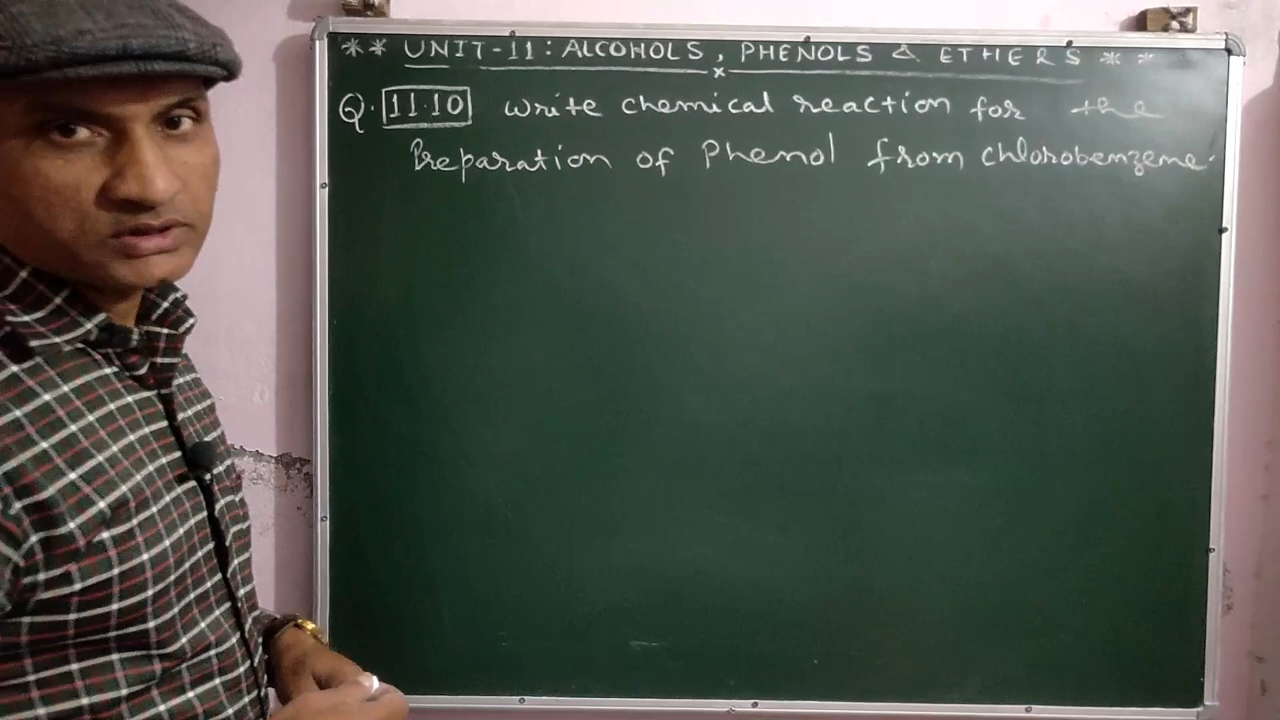 ** UNIT-11: ALCOHOLS, PHENOLS & ETHERS **
Q. 11.10 write chemical reaction for the
Preparation of Phenol from chlorobenzene.